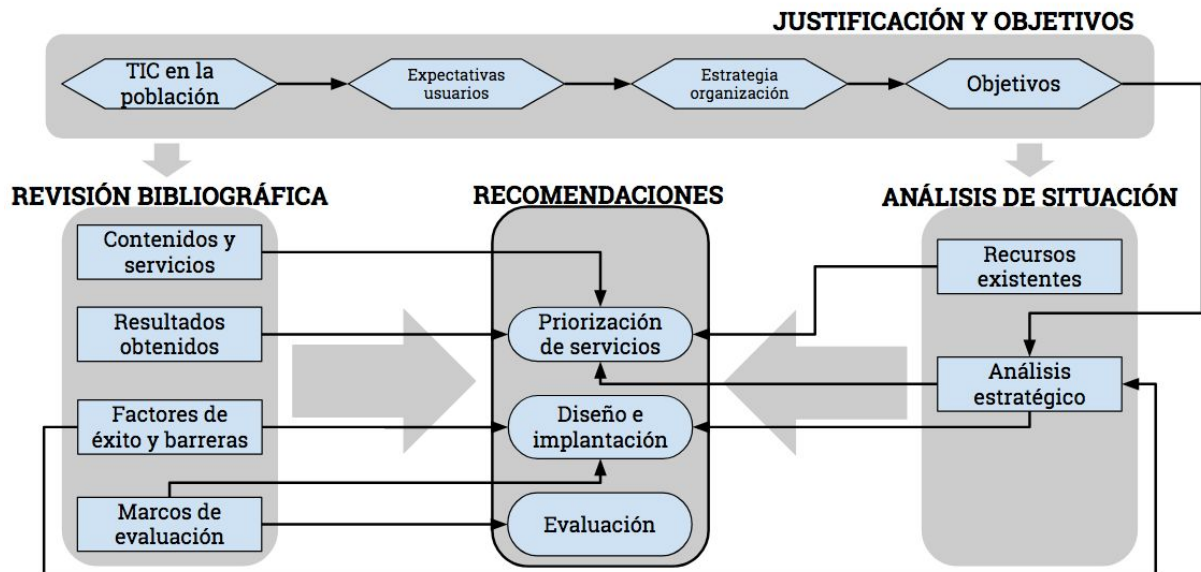 JUSTIFICACIÓN Y OBJETIVOS
TIC en la
población
Expectativas
usuarios
Estrategia
organización
Objetivos
REVISIÓN BIBLIOGRÁFICA
Contenidos y
servicios
Resultados
obtenidos
Factores de
éxito y barreras
Marcos de
evaluación
RECOMENDACIONES
Priorización
de servicios
Diseño e
implantación
Evaluación
ANÁLISIS DE SITUACIÓN
Recursos
existentes
Análisis
estratégico